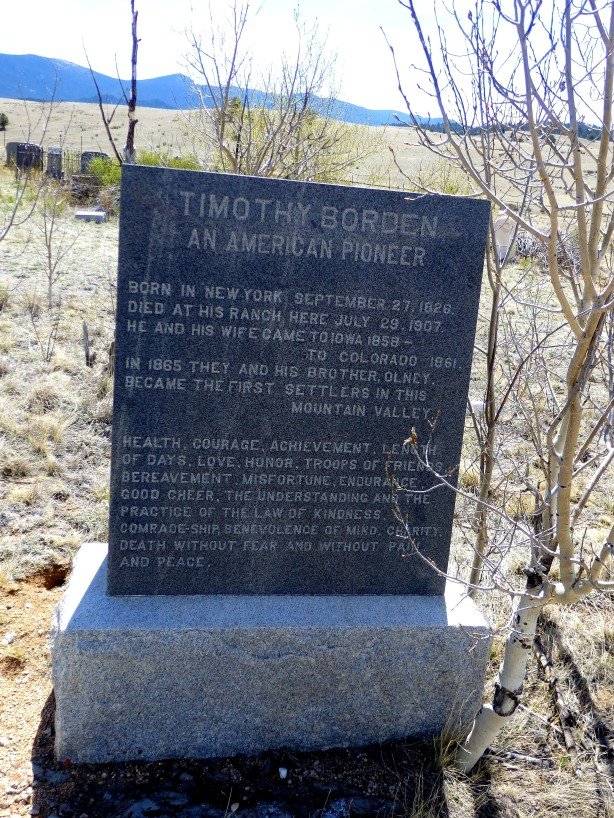 TIMOTHY BORDEN
AN AMERICAN PIONEER
BORN IN NEW YORK SEPTEMBER 27, 1826.
DIED AT HIS RANCH, HERE JULY 29, 1907.
HE AND HIS WIFE CAME TO IOWA 1858 –
TO COLORADO 1861.
IN 1865 THEY AND HIS BROTHER, OLNEY,
BECAME THE FIRST SETTLERS IN THIS
MOUNTAIN VALLEY.
HEALTH, COURAGE, ACHIEVEMENT, LENGTH
OF DAYS, LOVE, HONOR, TROOPS OF FRIENDS,
BEREAVEMENT, MISFORTUNE, ENDURANCE,
GOOD CHEER, THE UNDERSTANDING AND THE
PRACTICE OF THE LAW OF KINDNESS,
COMRADE-SHIP, BENEVOLENCE OF MIND, CHARITY,
DEATH WITHOUT FEAR AND WITHOUT PAIN
AND PEACE.